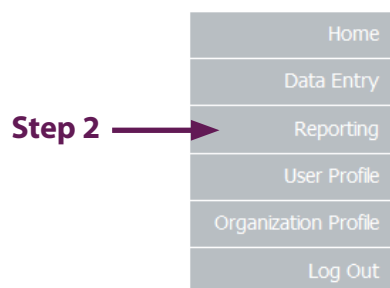 Home
Data Entry
Step 2
Reporting
User Profile
Organization Profile
Log Out